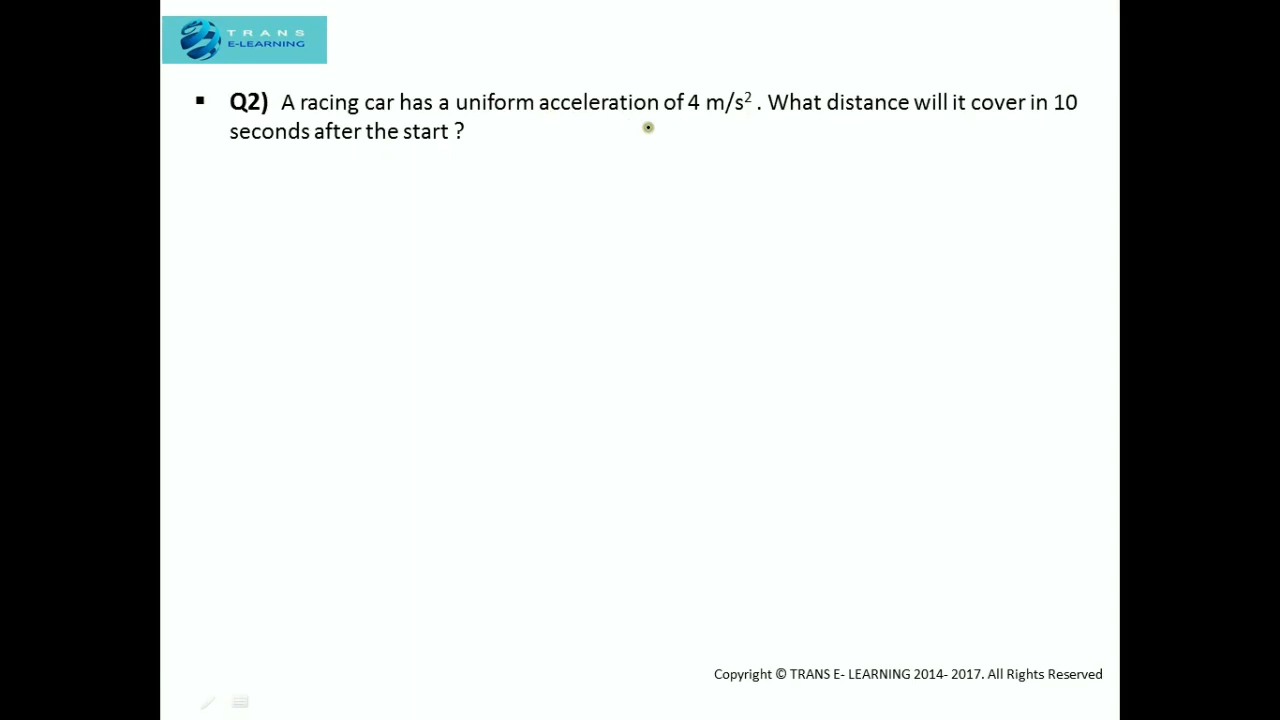 TRANS
E-LEARNING
▪ Q2) A racing car has a uniform acceleration of 4 m/s² . What distance will it cover in 10
seconds after the start ?
Copyright © TRANS E- LEARNING 2014- 2017. All Rights Reserved